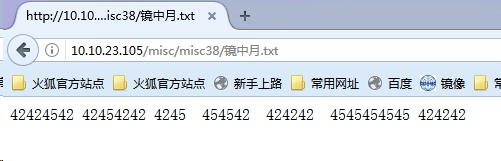 http://10.10....isc38/镜中月.txt
10.10.23.105/misc/misc38/镜中月.txt
火狐官方站点 火狐官方站点 新手上路 常用网址 百度 镜像
42424542 42454242 4245 454542 424242 4545454545 424242